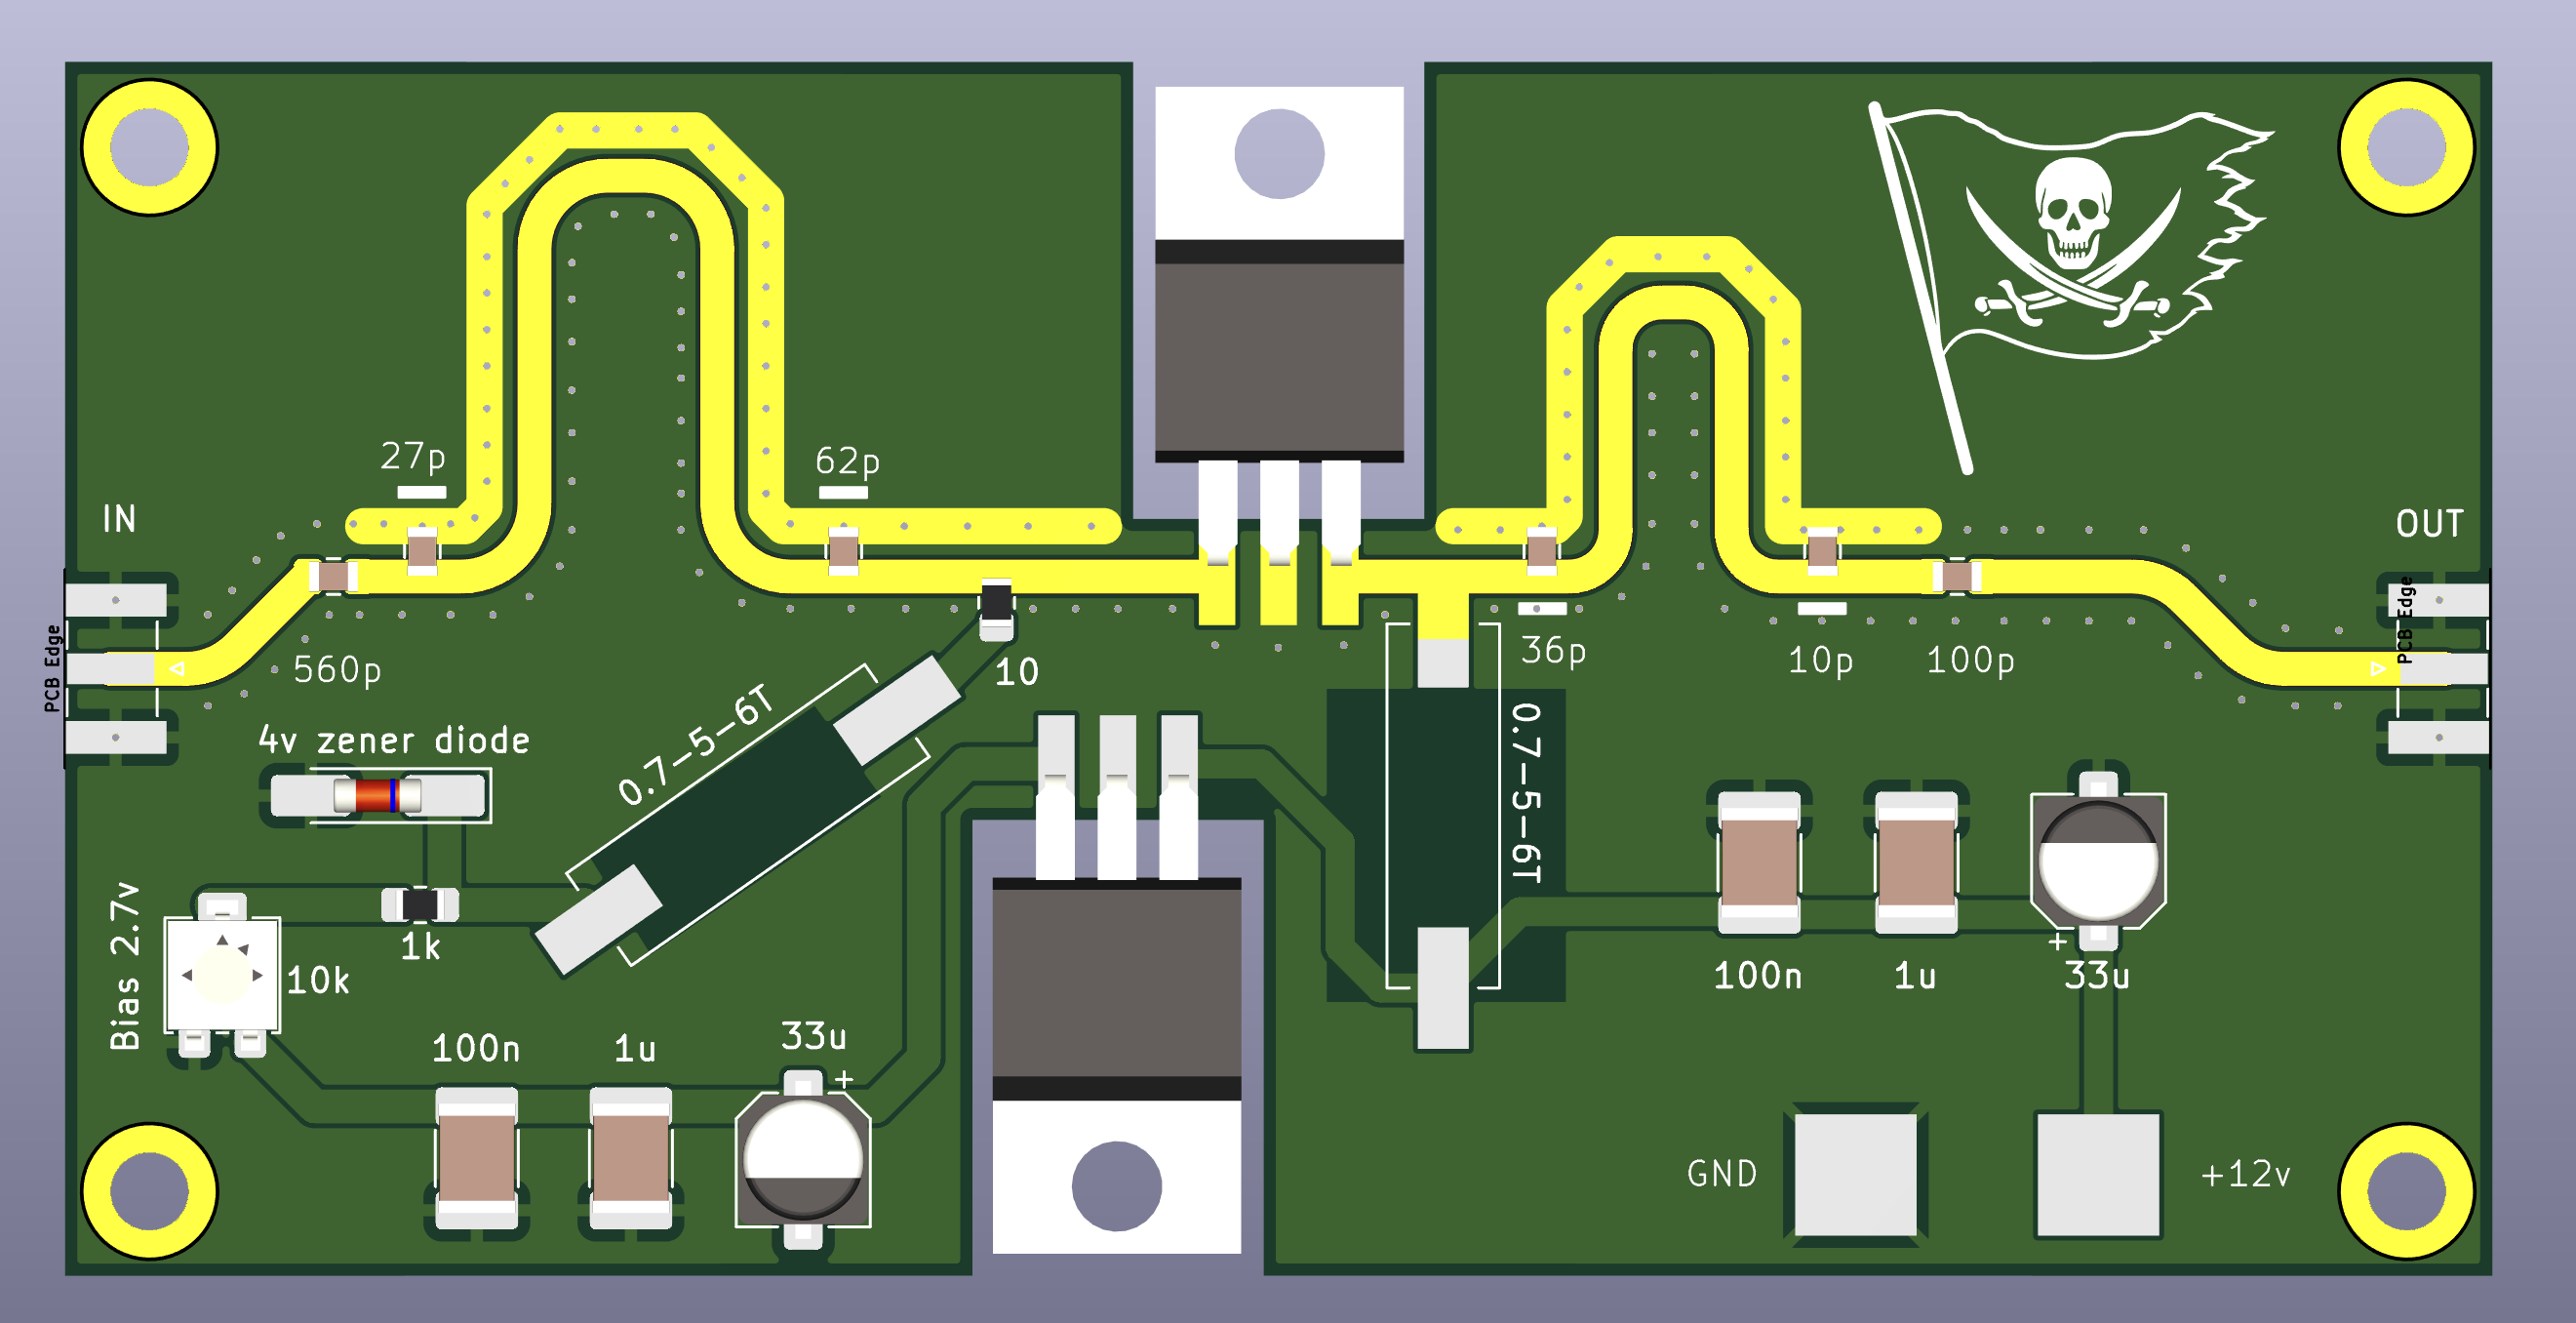 27p
62p
IN
OUT
PCB Edge
560p
10
36p
10p
100p
PCB Edge
4v zener diode
0.7-5-6T
0.7-5-6T
Bias 2.7v
1k
10k
100n
1u
+
33u
100n
1u
33u
+
GND
+12v